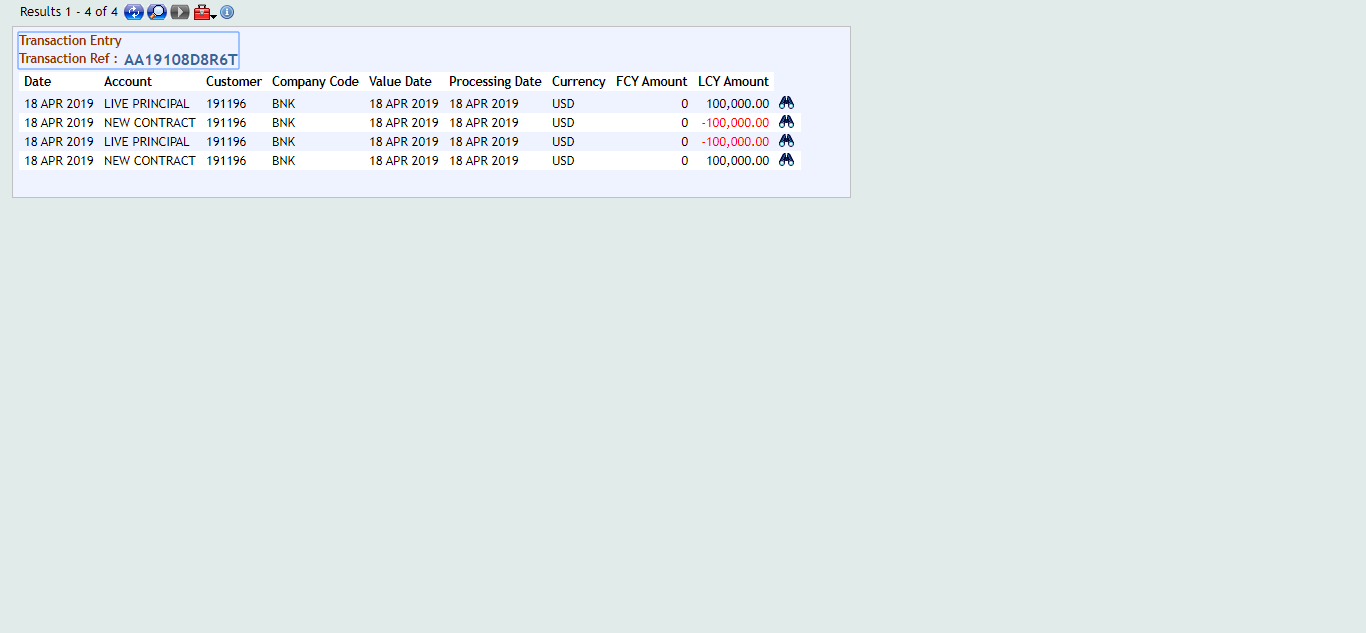 Results 1 - 4 of 4
Transaction Entry
Transaction Ref : AA19108D8R6T
Date Account Customer Company Code Value Date Processing Date Currency FCY Amount LCY Amount
18 APR 2019 LIVE PRINCIPAL 191196 BNK 18 APR 2019 18 APR 2019 USD 0 100,000.00
18 APR 2019 NEW CONTRACT 191196 BNK 18 APR 2019 18 APR 2019 USD 0 -100,000.00
18 APR 2019 LIVE PRINCIPAL 191196 BNK 18 APR 2019 18 APR 2019 USD 0 -100,000.00
18 APR 2019 NEW CONTRACT 191196 BNK 18 APR 2019 18 APR 2019 USD 0 100,000.00